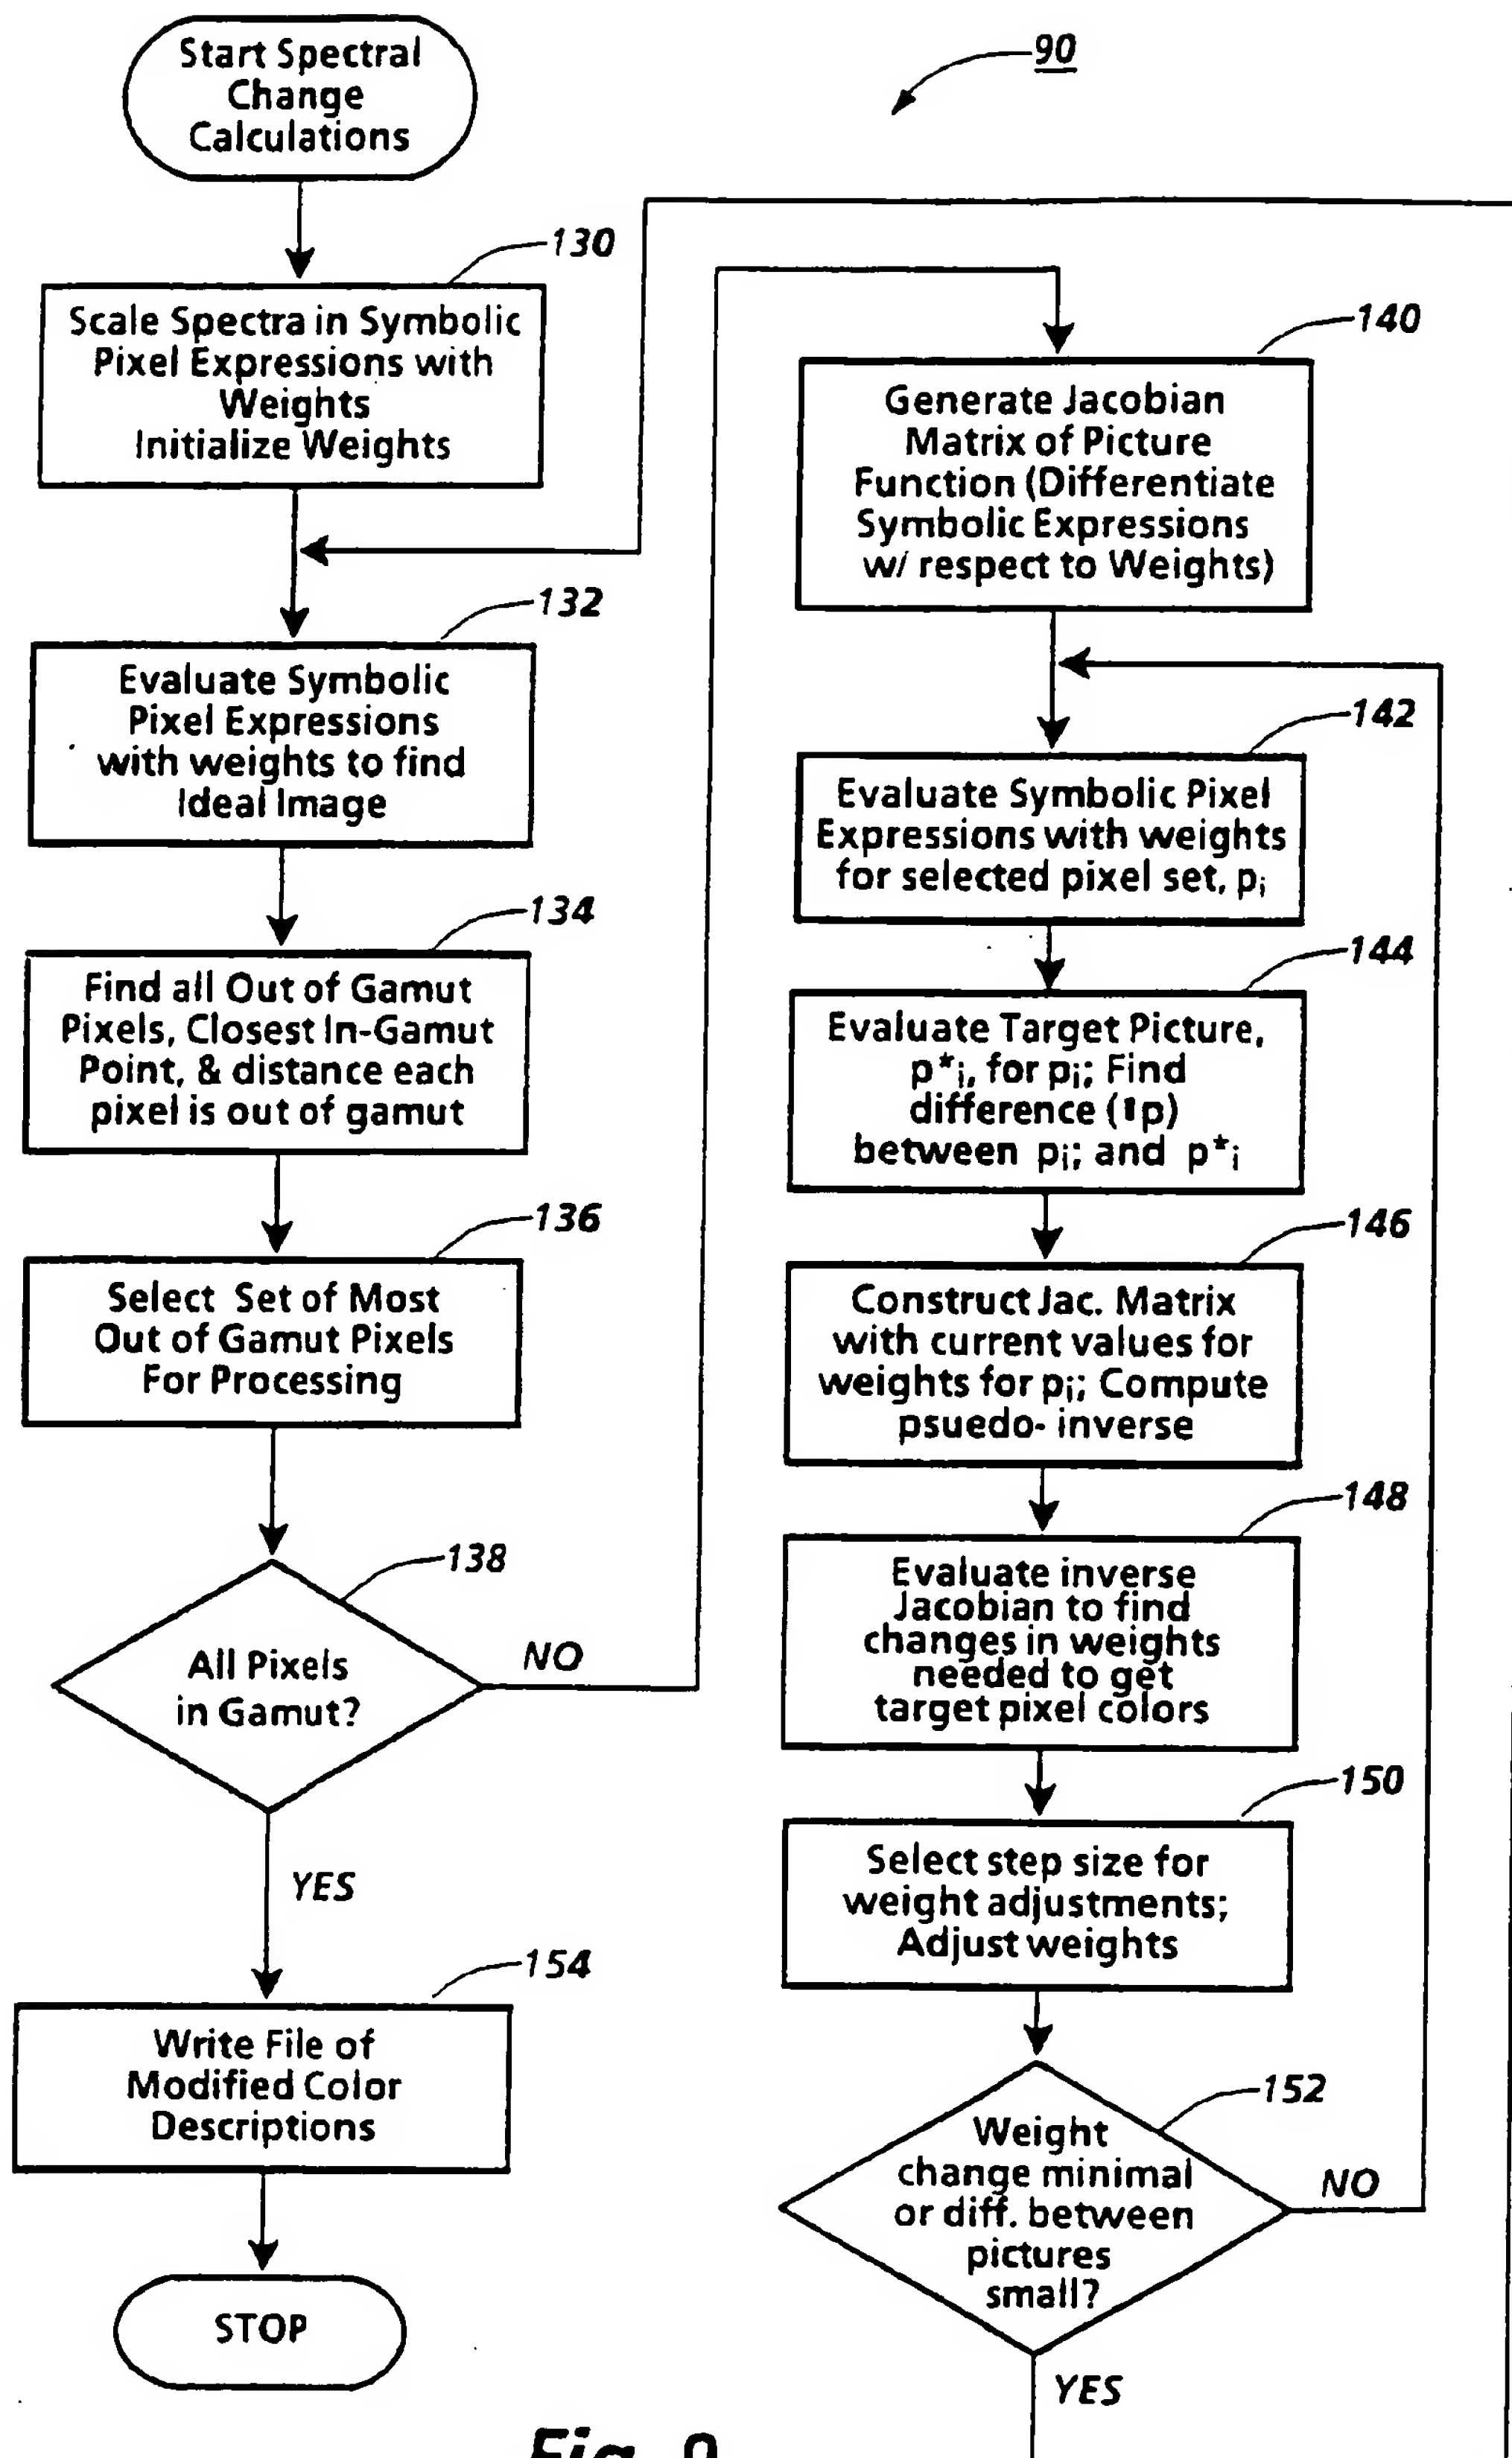 Start Spectral
Change
Calculations
90
130
Scale Spectra in Symbolic
Pixel Expressions with
Weights
Initialize Weights
132
Evaluate Symbolic
Pixel Expressions
with weights to find
Ideal Image
134
Find all Out of Gamut
Pixels, Closest In-Gamut
Point, & distance each
pixel is out of gamut
136
Select Set of Most
Out of Gamut Pixels
For Processing
138
All Pixels
in Gamut?
NO
YES
154
Write File of
Modified Color
Descriptions
STOP
140
Generate Jacobian
Matrix of Picture
Function (Differentiate
Symbolic Expressions
w/ respect to Weights)
142
Evaluate Symbolic Pixel
Expressions with weights
for selected pixel set, pi
144
Evaluate Target Picture,
p*i, for pi; Find
difference (p)
between pi; and p*i
146
Construct Jac. Matrix
with current values for
weights for pi; Compute
psuedo- inverse
148
Evaluate inverse
Jacobian to find
changes in weights
needed to get
target pixel colors
150
Select step size for
weight adjustments;
Adjust weights
152
Weight
change minimal
or diff. between
pictures
small?
NO
YES
Fig. 9